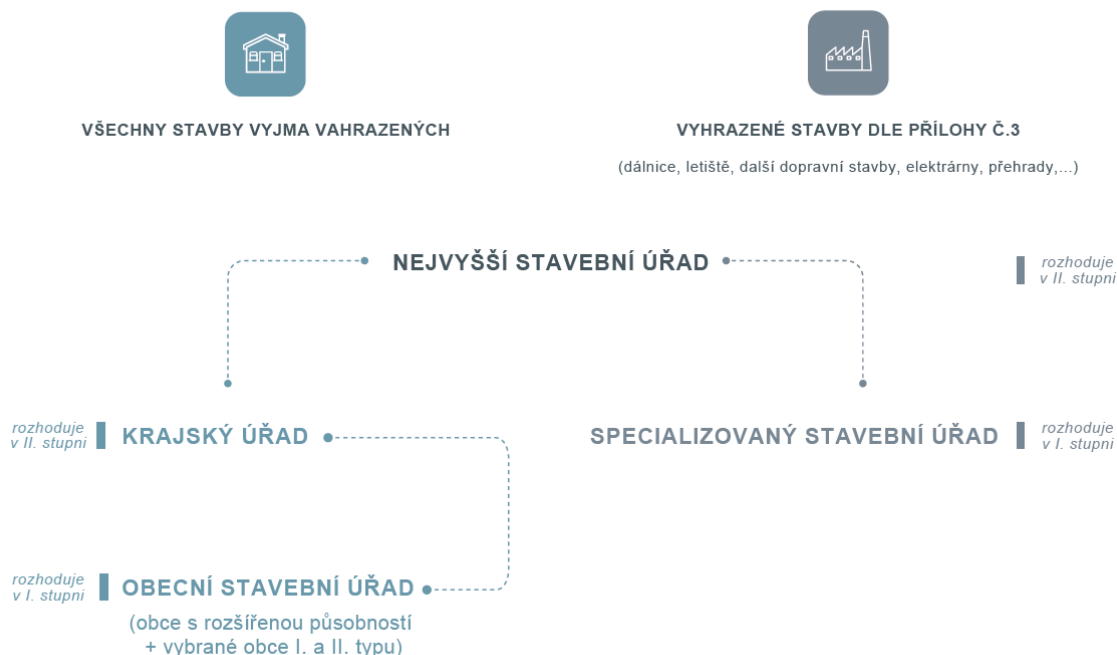 VŠECHNY STAVBY VYJMA VAHRAZENÝCH
VYHRAZENÉ STAVBY DLE PŘÍLOHY Č.3
(dálnice, letiště, další dopravní stavby, elektrárny, přehrady,...)
NEJVYŠŠÍ STAVEBNÍ ÚŘAD
rozhoduje
v II. stupni
rozhoduje
v II. stupni
KRAJSKÝ ÚŘAD
SPECIALIZOVANÝ STAVEBNÍ ÚŘAD
rozhoduje
v I. stupni
rozhoduje
v I. stupni
OBECNÍ STAVEBNÍ ÚŘAD
(obce s rozšířenou působností
+ vybrané obce I. a II. typu)